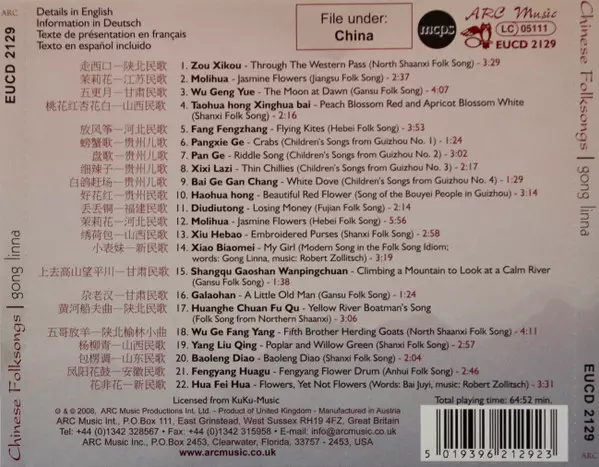 ARC
EUCD 2129
Details in English
Information in Deutsch
Texte de présentation en français
Texto en español incluido
File under:
China
mcps
ARC Music
LC 05111
EUCD 2129
走西口—陕北民歌 1. Zou Xikou - Through The Western Pass (North Shaanxi Folk Song) - 3:29
茉莉花—江苏民歌 2. Molihua - Jasmine Flowers (Jiangsu Folk Song) - 2:37
五更月—甘肃民歌 3. Wu Geng Yue - The Moon at Dawn (Gansu Folk Song) - 4:07
桃花红杏花白—山西民歌 4. Taohua hong Xinghua bai - Peach Blossom Red and Apricot Blossom White
(Shanxi Folk Song) - 2:16
放风筝—河北民歌 5. Fang Fengzhang - Flying Kites (Hebei Folk Song) - 3:53
螃蟹歌—贵州儿歌 6. Pangxie Ge - Crabs (Children's Songs from Guizhou No. 1) - 1:24
盘歌—贵州儿歌 7. Pan Ge - Riddle Song (Children's Songs from Guizhou No. 2) - 3:02
细辣子—贵州儿歌 8. Xixi Lazi - Thin Chillies (Children's Songs from Guizhou No. 3) - 2:17
白鸽赶场—贵州儿歌 9. Bai Ge Gan Chang - White Dove (Children's Songs from Guizhou No. 4) - 1:29
好花红—贵州民歌 10. Haohua hong - Beautiful Red Flower (Song of the Bouyei People in Guizhou) - 3:14
丢丢铜—福建民歌 11. Diudiutong - Losing Money (Fujian Folk Song) - 2:14
茉莉花—河北民歌 12. Molihua - Jasmine Flowers (Hebei Folk Song) - 5:56
绣荷包—山西民歌 13. Xiu Hebao - Embroidered Purses (Shanxi Folk Song) - 2:58
小表妹—新民歌 14. Xiao Biaomei - My Girl (Modern Song in the Folk Song Idiom;
words: Gong Linna, music: Robert Zollitsch) - 3:19
上去高山望平川—甘肃民歌 15. Shangqu Gaoshan Wanpingchuan - Climbing a Mountain to Look at a Calm River
(Gansu Folk Song) - 1:38
尕老汉—甘肃民歌 16. Galaohan - A Little Old Man (Gansu Folk Song) - 1:24
黄河船夫曲—陕北民歌 17. Huanghe Chuan Fu Qu - Yellow River Boatman's Song
(Folk Song from Northern Shaanxi) - 3:06
五哥放羊—陕北榆林小曲 18. Wu Ge Fang Yang - Fifth Brother Herding Goats (North Shaanxi Folk Song) - 4:11
杨柳青—山西民歌 19. Yang Liu Qing - Poplar and Willow Green (Shanxi Folk Song) - 2:57
包楞调—山东民歌 20. Baoleng Diao - Baoleng Diao (Shanxi Folk Song) - 2:04
凤阳花鼓—安徽民歌 21. Fengyang Huagu - Fengyang Flower Drum (Anhui Folk Song) - 2:46
花非花—新民歌 22. Hua Fei Hua - Flowers, Yet Not Flowers (Words: Bai Juyi, music: Robert Zollitsch) - 3:31
Licensed from KuKu-Music
Total playing time: 64:52 min.
℗ & © 2008, ARC Music Productions Int. Ltd. - Product of United Kingdom - Manufactured in Austria
ARC Music Int., P.O.Box 111, East Grinstead, West Sussex RH19 4FZ, Great Britain
Tel: ++44 (0)1342 328567 • Fax ++44 (0)1342 315958 • E-mail: info@arcmusic.co.uk
ARC Music Inc., P.O.Box 2453, Clearwater, Florida, 33757 - 2453, USA
www.arcmusic.co.uk
5 019396 212923
Chinese Folksongs | gong linna
Chinese Folksongs | gong linna
EUCD 2129
ARC